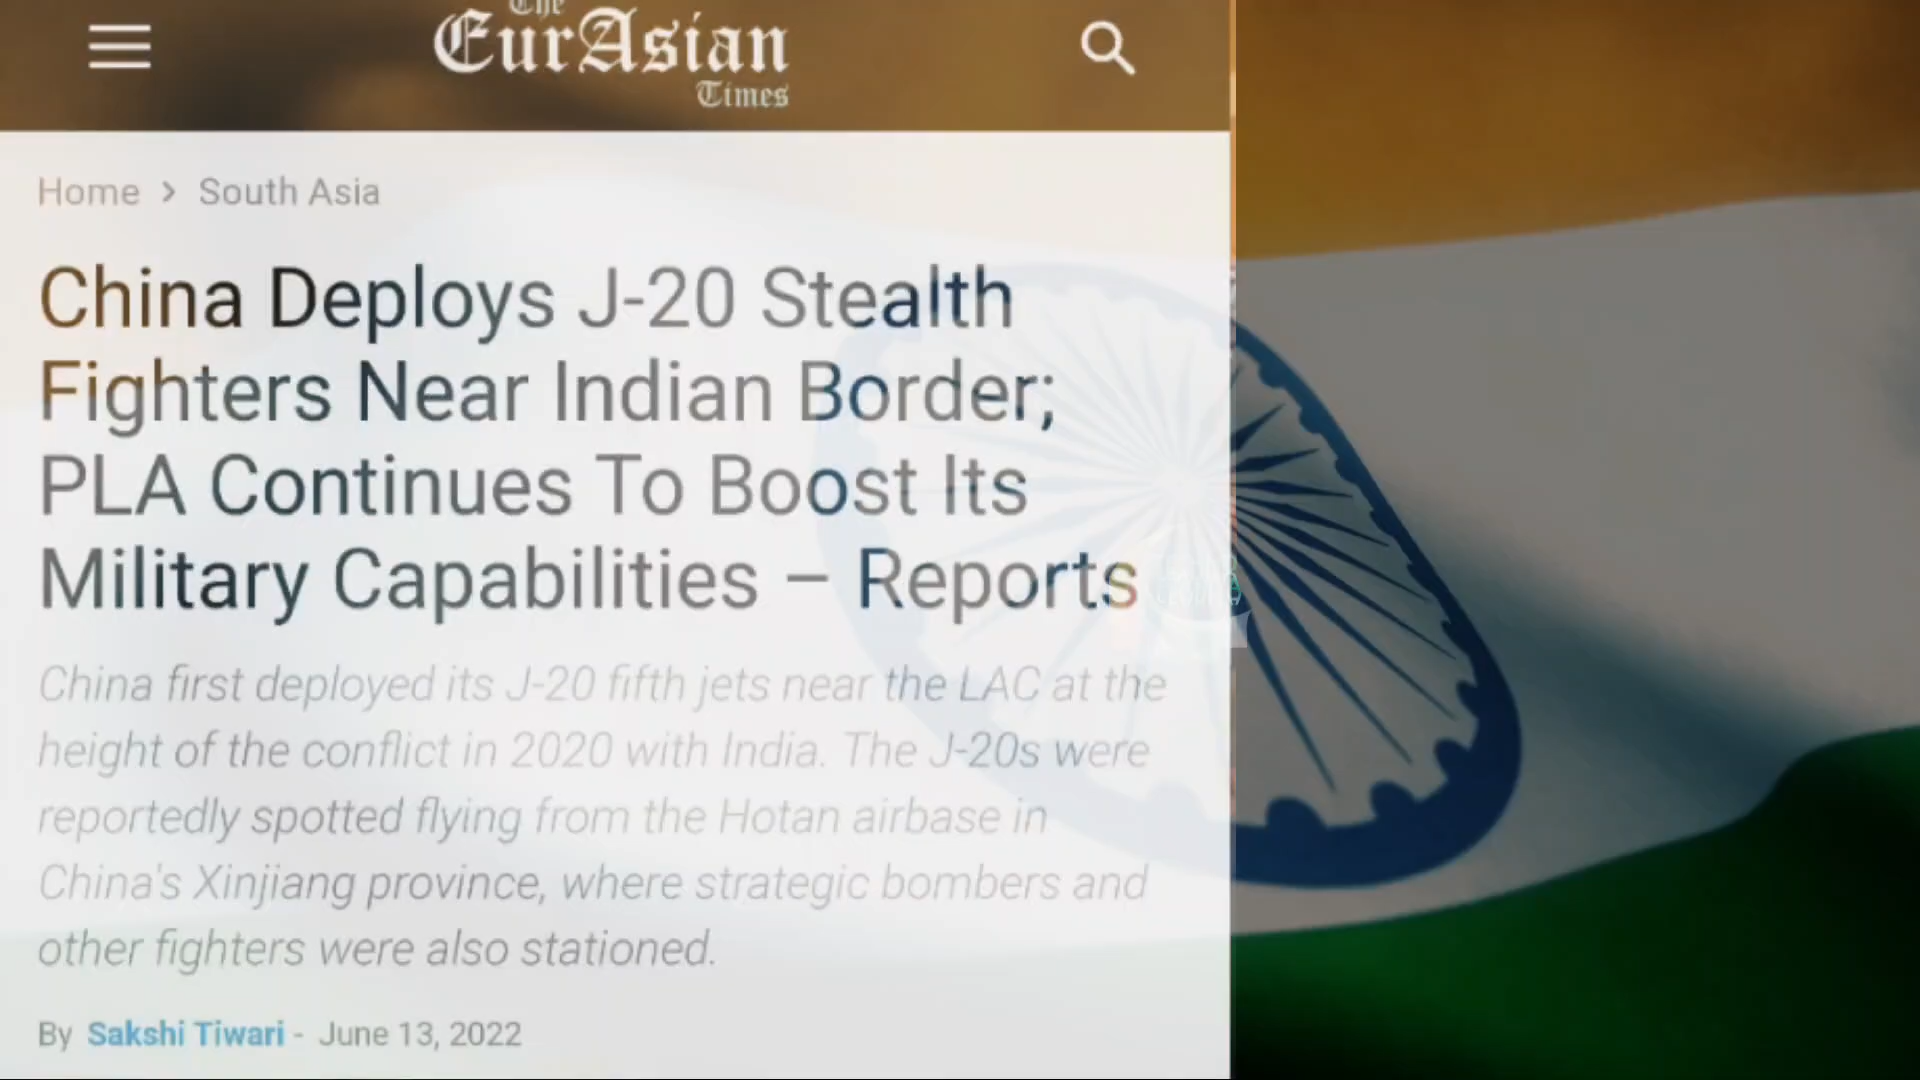 The
EurAsian
Times
Home > South Asia
China Deploys J-20 Stealth
Fighters Near Indian Border;
PLA Continues To Boost Its
Military Capabilities – Reports
China first deployed its J-20 fifth jets near the LAC at the
height of the conflict in 2020 with India. The J-20s were
reportedly spotted flying from the Hotan airbase in
China's Xinjiang province, where strategic bombers and
other fighters were also stationed.
By Sakshi Tiwari - June 13, 2022